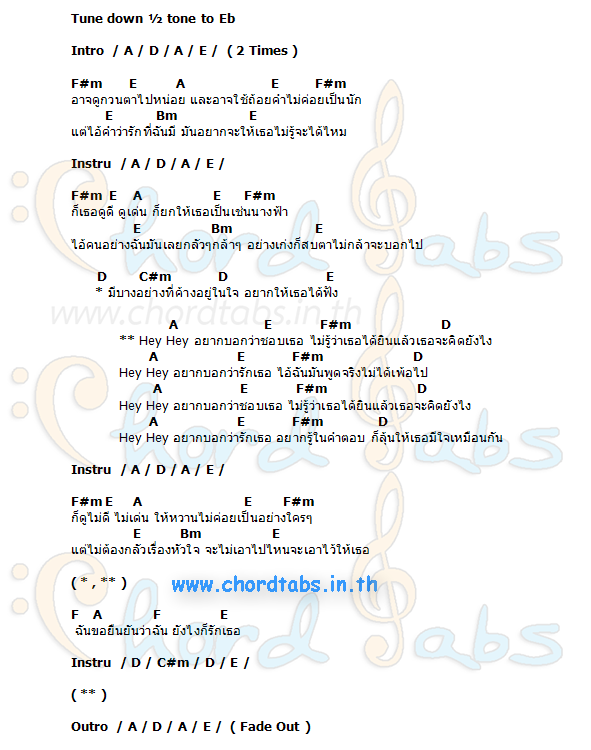 Tune down ½ tone to Eb
Intro / A / D / A / E / ( 2 Times )
F#m E A E F#m
อาจดูกวนตาไปหน่อย และอาจใช้ถ้อยคำไม่ค่อยเป็นนัก
E Bm E
แต่ไอ้คำว่ารักที่ฉันมี มันอยากจะให้เธอไม่รู้จะได้ไหม
Instru / A / D / A / E /
F#m E A E F#m
ก็เธอดูดี ดูเด่น ก็ยกให้เธอเป็นเช่นนางฟ้า
E Bm E
ไอ้คนอย่างฉันมันเลยกลัวๆกล้าๆ อย่างเก่งก็สบตาไม่กล้าจะบอกไป
D C#m D E
* มีบางอย่างที่ค้างอยู่ในใจ อยากให้เธอได้ฟัง
www.chordtabs.in.th
A E F#m D
** Hey Hey อยากบอกว่าชอบเธอ ไม่รู้ว่าเธอได้ยินแล้วเธอจะคิดยังไง
A E F#m D
Hey Hey อยากบอกว่ารักเธอ ไอ้ฉันมันพูดจริงไม่ได้เพ้อไป
A E F#m D
Hey Hey อยากบอกว่าชอบเธอ ไม่รู้ว่าเธอได้ยินแล้วเธอจะคิดยังไง
A E F#m D
Hey Hey อยากบอกว่ารักเธอ อยากรู้ในคำตอบ ก็ลุ้นให้เธอมีใจเหมือนกัน
Instru / A / D / A / E /
F#m E A E F#m
ก็ดูไม่ดี ไม่เด่น ให้หวานไม่ค่อยเป็นอย่างใครๆ
E Bm E
แต่ไม่ต้องกลัวเรื่องหัวใจ จะไม่เอาไปไหนจะเอาไว้ให้เธอ
( * , ** )
www.chordtabs.in.th
F A F E
ฉันขอยืนยันว่าฉัน ยังไงก็รักเธอ
Instru / D / C#m / D / E /
( ** )
Outro / A / D / A / E / ( Fade Out )
Chord Tabs
Chord Tabs
Chord Tabs